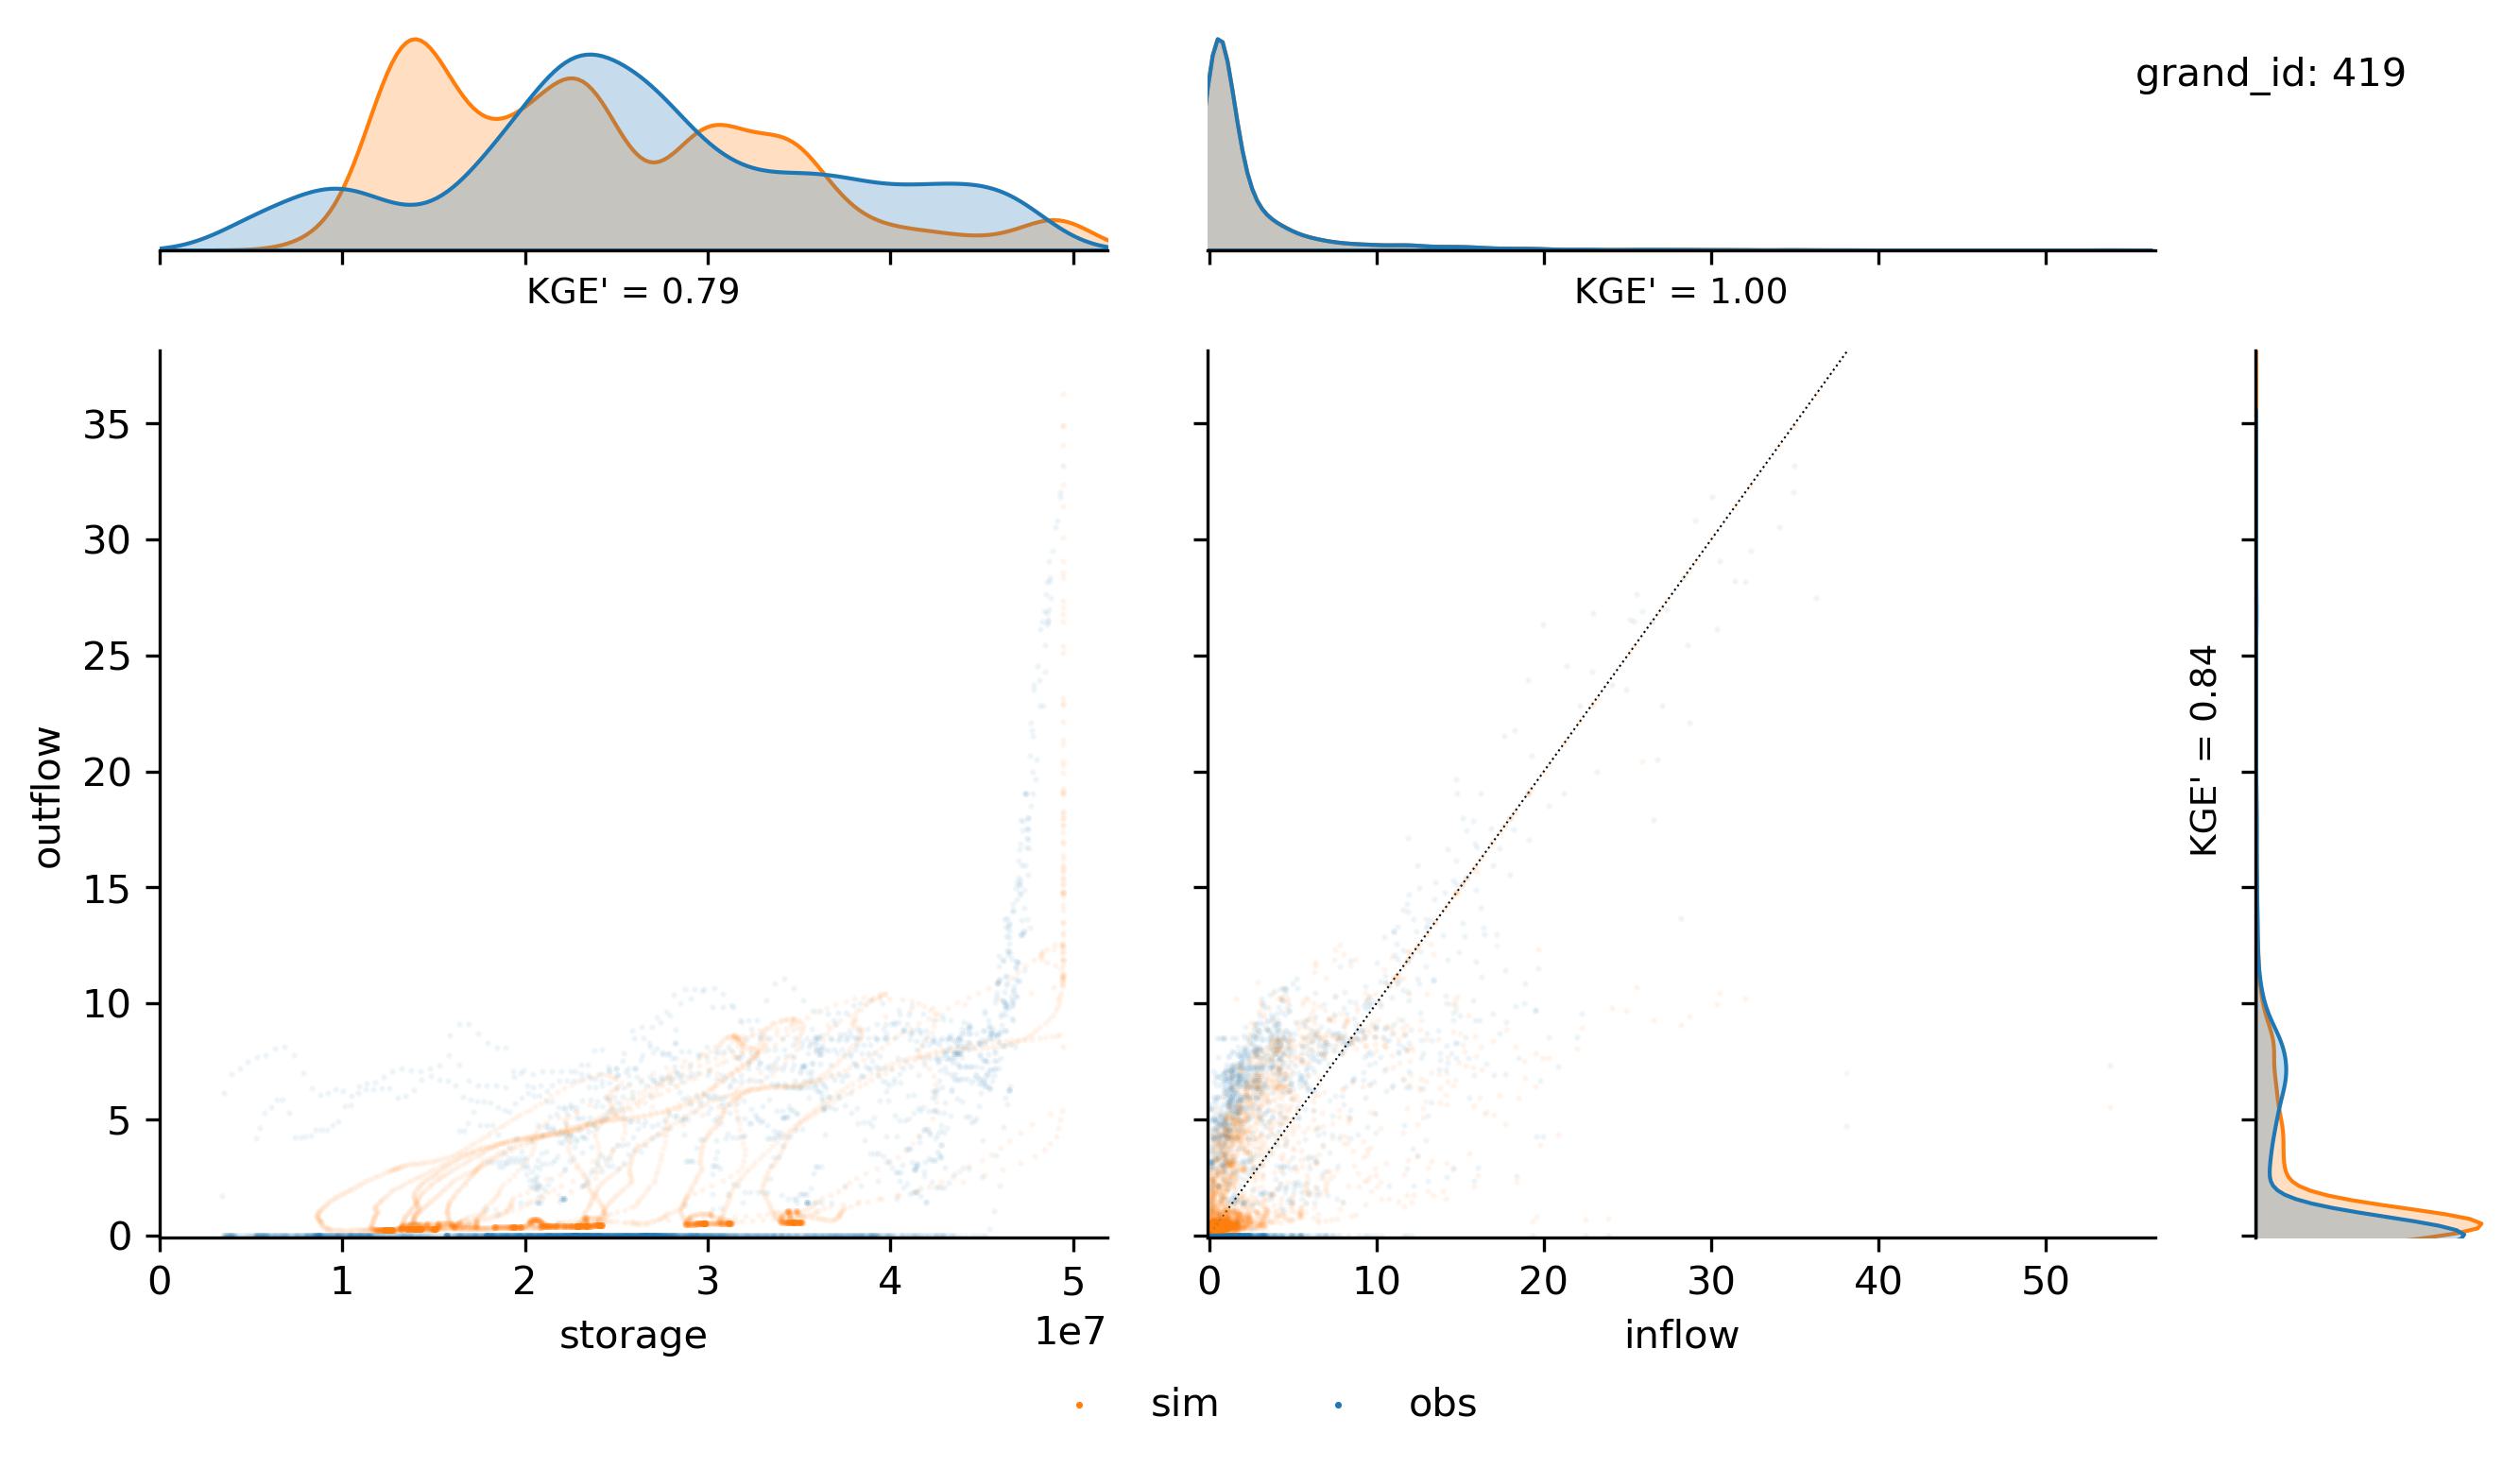 grand_id: 419
KGE' = 0.79
KGE' = 1.00
outflow
35
30
25
20
15
10
5
0
KGE' = 0.84
0 1 2 3 4 5
1e7
storage
0 10 20 30 40 50
inflow
sim obs